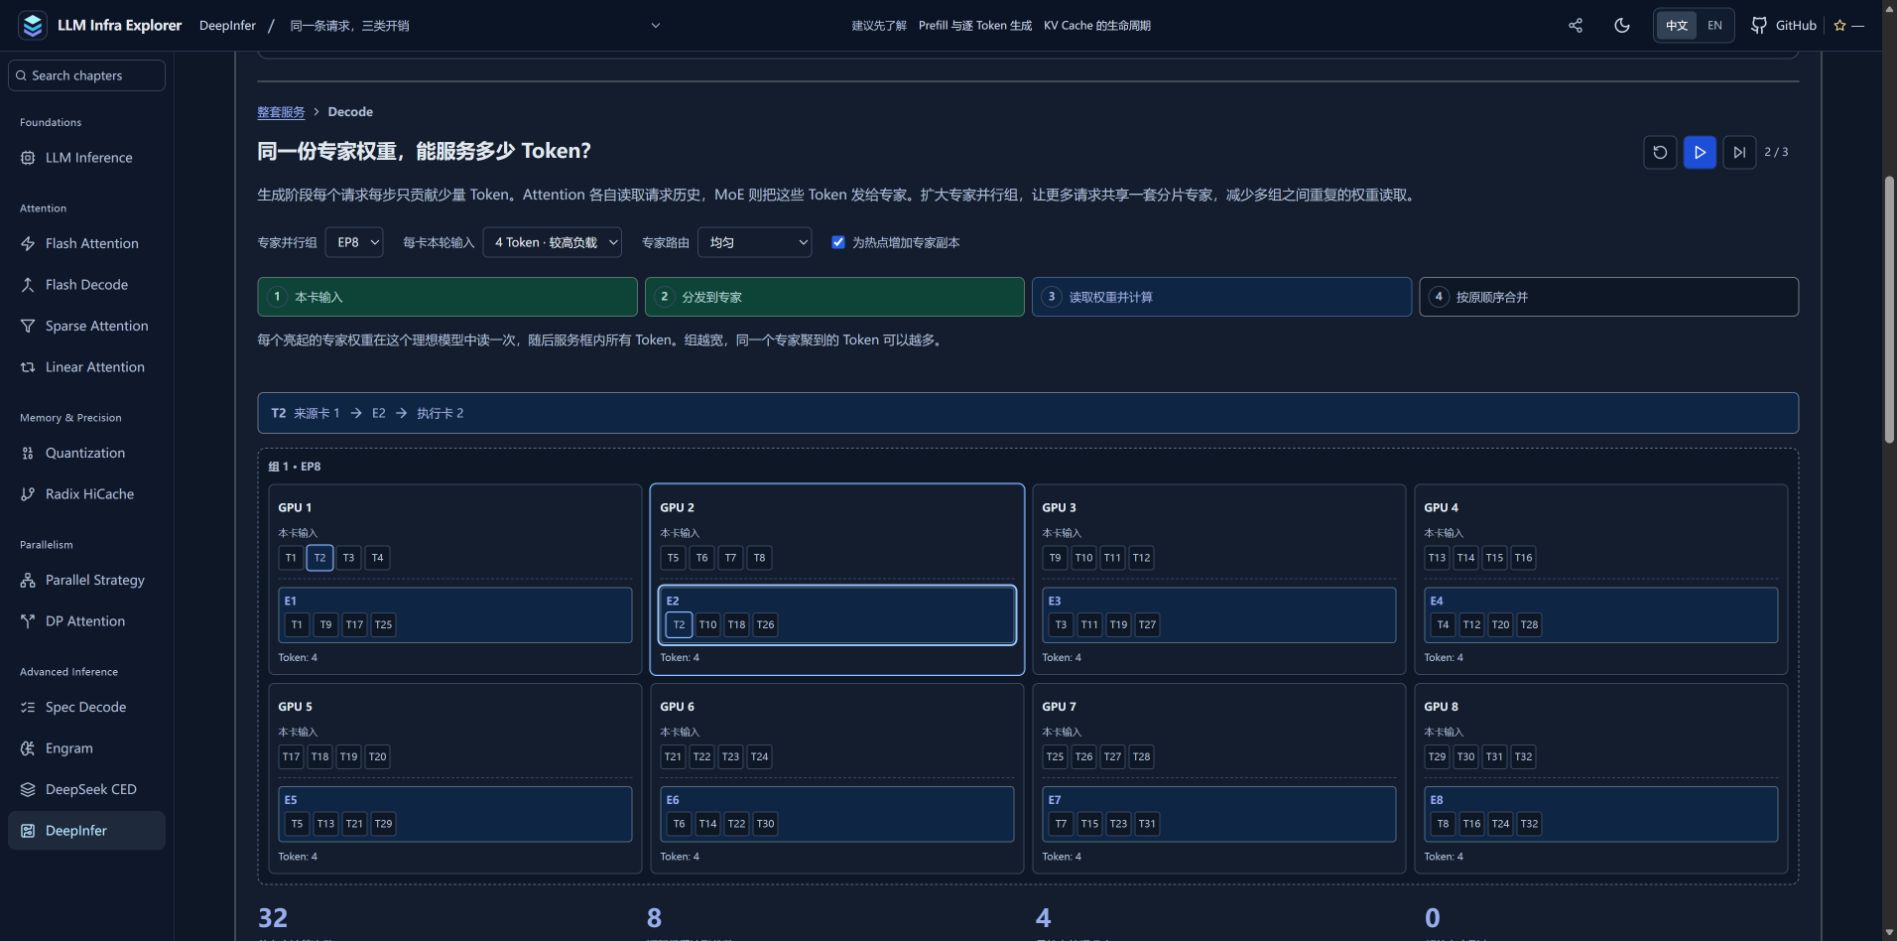 LLM Infra Explorer DeepInfer / 同一条请求，三类开销 建议先了解 Prefill 与逐 Token 生成 KV Cache 的生命周期 中文 EN GitHub —
Search chapters
Foundations
LLM Inference
Attention
Flash Attention
Flash Decode
Sparse Attention
Linear Attention
Memory & Precision
Quantization
Radix HiCache
Parallelism
Parallel Strategy
DP Attention
Advanced Inference
Spec Decode
Engram
DeepSeek CED
DeepInfer
整套服务 > Decode
同一份专家权重，能服务多少 Token?
2 / 3
生成阶段每个请求每步只贡献少量 Token。Attention 各自读取请求历史，MoE 则把这些 Token 发给专家。扩大专家并行组，让更多请求共享一套分片专家，减少多组之间重复的权重读取。
专家并行组 EP8 每卡本轮输入 4 Token · 较高负载 专家路由 均匀 为热点增加专家副本
1 本卡输入 2 分发到专家 3 读取权重并计算 4 按原顺序合并
每个亮起的专家权重在这个理想模型中读一次，随后服务框内所有 Token。组越宽，同一个专家聚到的 Token 可以越多。
T2 来源卡 1 → E2 → 执行卡 2
组 1 • EP8
GPU 1
本卡输入
T1 T2 T3 T4
E1
T1 T9 T17 T25
Token: 4
GPU 2
本卡输入
T5 T6 T7 T8
E2
T2 T10 T18 T26
Token: 4
GPU 3
本卡输入
T9 T10 T11 T12
E3
T3 T11 T19 T27
Token: 4
GPU 4
本卡输入
T13 T14 T15 T16
E4
T4 T12 T20 T28
Token: 4
GPU 5
本卡输入
T17 T18 T19 T20
E5
T5 T13 T21 T29
Token: 4
GPU 6
本卡输入
T21 T22 T23 T24
E6
T6 T14 T22 T30
Token: 4
GPU 7
本卡输入
T25 T26 T27 T28
E7
T7 T15 T23 T31
Token: 4
GPU 8
本卡输入
T29 T30 T31 T32
E8
T8 T16 T24 T32
Token: 4
32 8 4 0